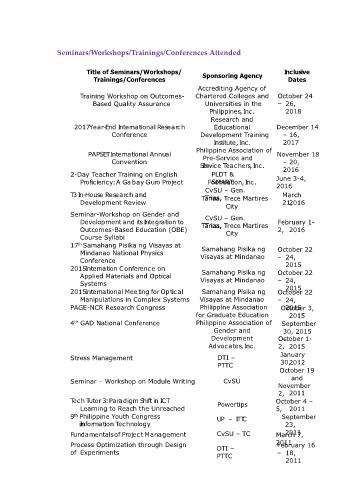 Seminars/Workshops/Trainings/Conferences Attended
Title of Seminars/Workshops/
Trainings/Conferences
Sponsoring Agency
Inclusive
Dates
Training Workshop on Outcomes-
Based Quality Assurance
Accrediting Agency of
Chartered Colleges and
Universities in the
Philippines, Inc.
October 24
– 26,
2018
2017 Year-End International Research
Conference
Research and
Educational
Development Training
Institute, Inc.
December 14
– 16,
2017
PAPSET International Annual
Convention
Philippine Association of
Pre-Service and
Teachers, Inc.
November 18
– 20,
2016
2-Day Teacher Training on English
Proficiency: A Gabay Guro Project
PLDT &
Foundation, Inc.
June 3-4,
2016
T3 In-House Research and
Development Review
CvSU – Gen.
Trias, Trece Martires
City
March
2016
Seminar-Workshop on Gender and
Development and its Integration to
Outcomes-Based Education (OBE)
Course Syllabi
CvSU – Gen.
Trias, Trece Martires
City
February 1-
2, 2016
17th Samahang Pisika ng Visayas at
Mindanao National Physics
Conference
Samahang Pisika ng
Visayas at Mindanao
October 22
– 24,
2015
2015 Internation Conference on
Applied Materials and Optical
Systems
Samahang Pisika ng
Visayas at Mindanao
October 22
– 24,
2015
2015 International Meeting for Optical
Manipulations in Complex Systems
Samahang Pisika ng
Visayas at Mindanao
October 22
– 24,
2015
PAGE-NCR Research Congress
Philippine Association
for Graduate Education
October 3,
2015
4th GAD National Conference
Philippine Association of
Gender and
Development
Advocates, Inc.
September
30, 2015
October 1-
2, 2015
Stress Management
DTI –
PTTC
January
30, 2012
Seminar – Workshop on Module Writing
CvSU
October 19
and
November
2, 2011
Tech Tutor 3: Paradigm Shift in ICT
Learning to Reach the Unreached
Powertips
October 4 –
5, 2011
9th Philippine Youth Congress
in Information Technology
UP – ITTC
September
23,
2011
Fundamentals of Project Management
CvSU – TC
March 7,
2011
Process Optimization through Design
of Experiments
DTI –
PTTC
February 16
– 18,
2011